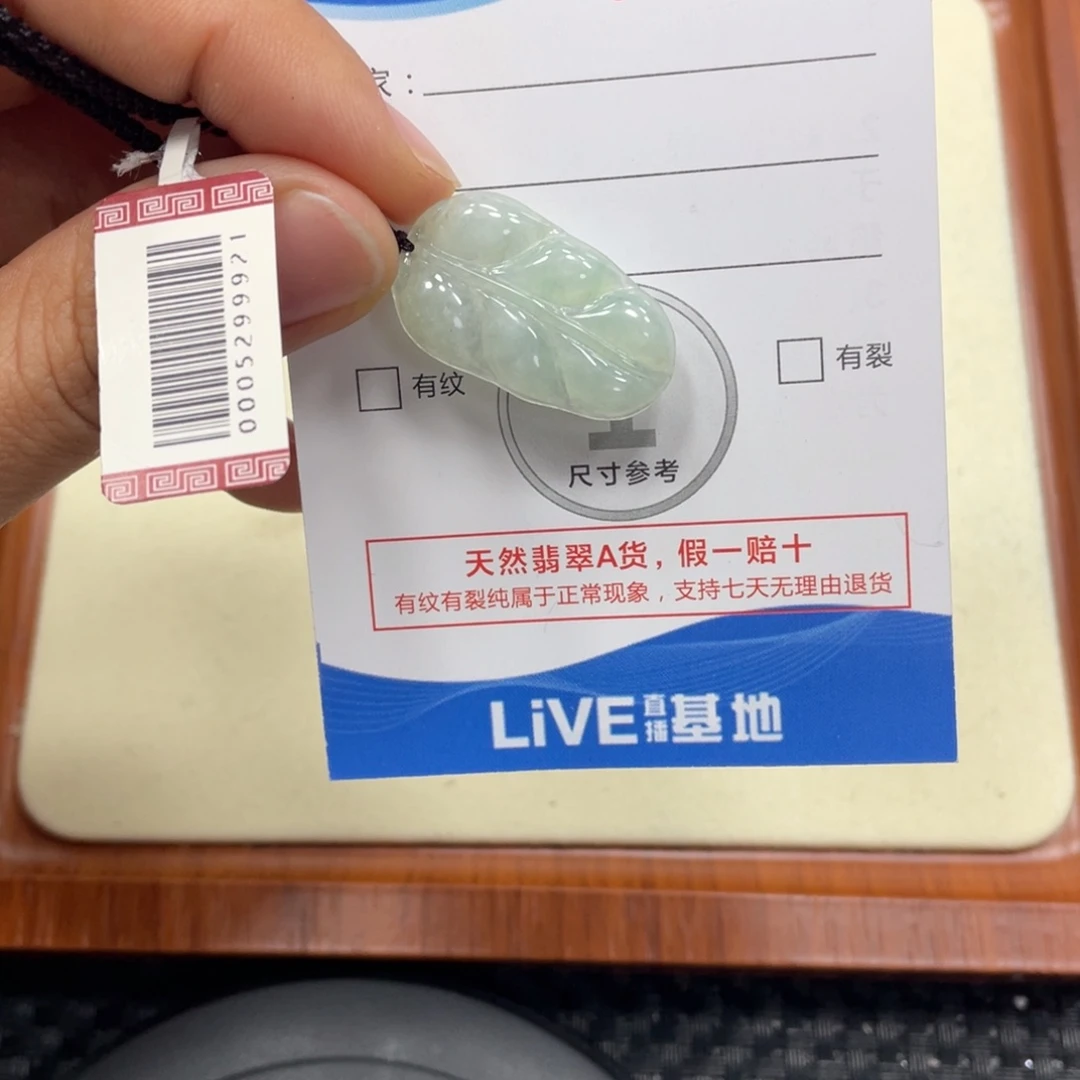 家：
0005299921
有纹
有裂
1
尺寸参考
天然翡翠A货，假一赔十
有纹有裂纯属于正常现象，支持七天无理由退货
LiVE直播基地